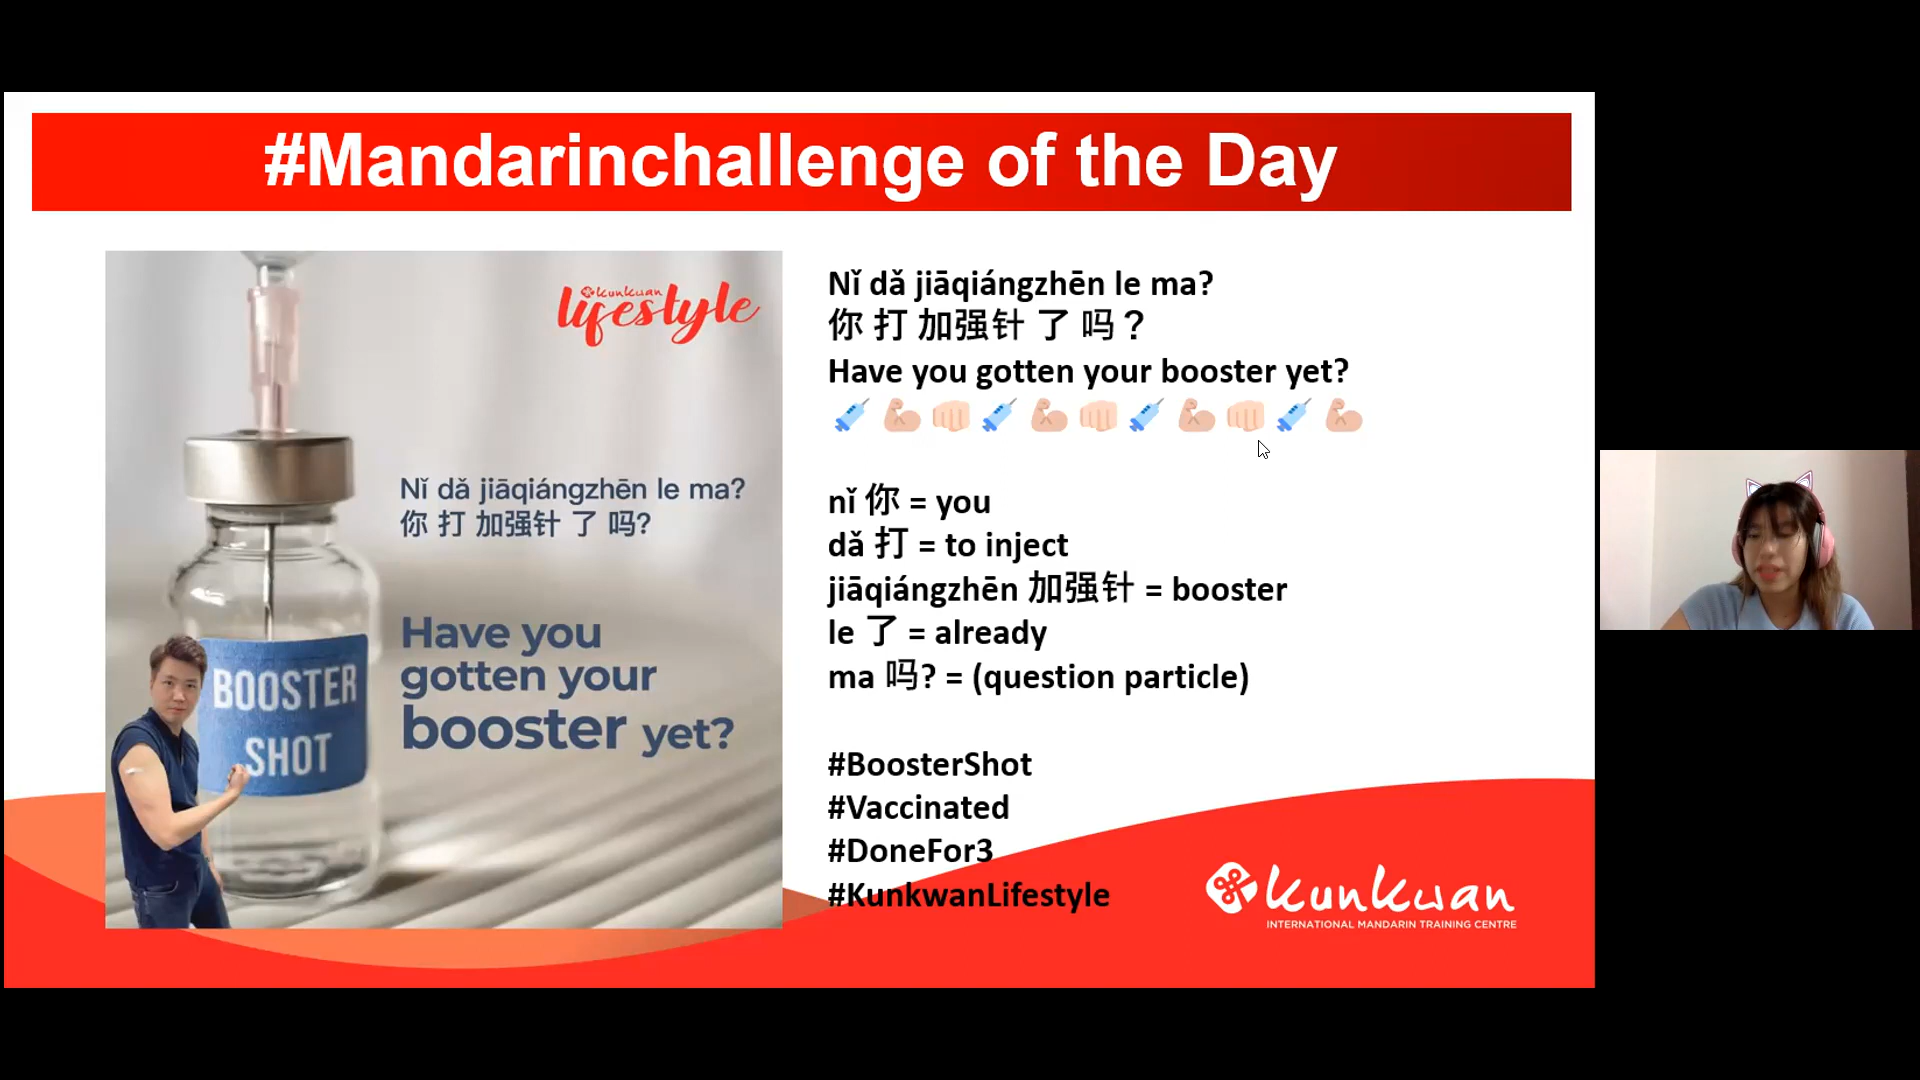 #Mandarinchallenge of the Day
kunkwan
lifestyle
Nǐ dǎ jiāqiángzhēn le ma?
你 打 加强针 了 吗?
Have you
gotten your
booster yet?
BOOSTER
SHOT
Nǐ dǎ jiāqiángzhēn le ma?
你 打 加强针 了 吗？
Have you gotten your booster yet?
💉 💪🏻 👊🏻 💉 💪🏻 👊🏻 💉 💪🏻 👊🏻 💉 💪🏻
nǐ 你 = you
dǎ 打 = to inject
jiāqiángzhēn 加强针 = booster
le 了 = already
ma 吗? = (question particle)
#BoosterShot
#Vaccinated
#DoneFor3
#KunkwanLifestyle
kunkwan
INTERNATIONAL MANDARIN TRAINING CENTRE